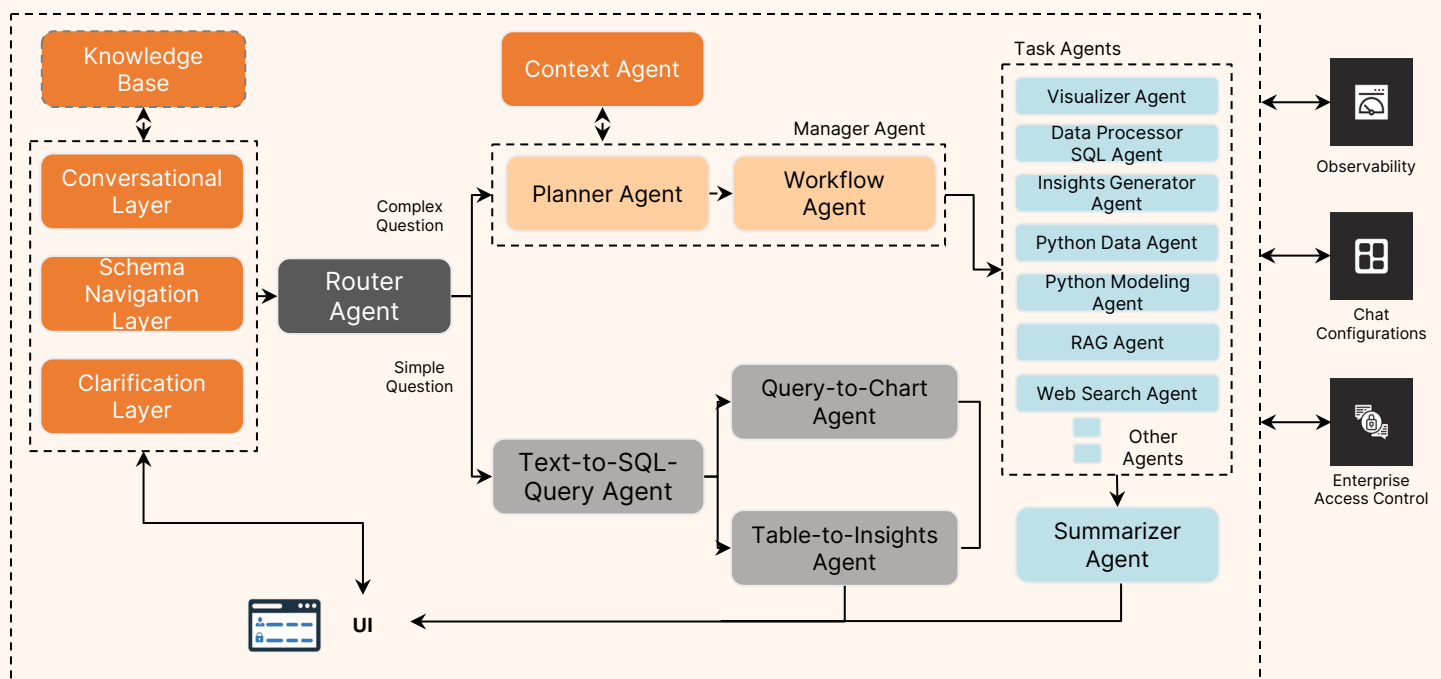 Knowledge
Base
Conversational
Layer
Schema
Navigation
Layer
Clarification
Layer
Router
Agent
Complex
Question
Simple
Question
Context Agent
Manager Agent
Planner Agent
Workflow
Agent
Text-to-SQL-
Query Agent
Query-to-Chart
Agent
Table-to-Insights
Agent
Task Agents
Visualizer Agent
Data Processor
SQL Agent
Insights Generator
Agent
Python Data Agent
Python Modeling
Agent
RAG Agent
Web Search Agent
Other
Agents
Summarizer
Agent
UI
Observability
Chat
Configurations
Enterprise
Access Control